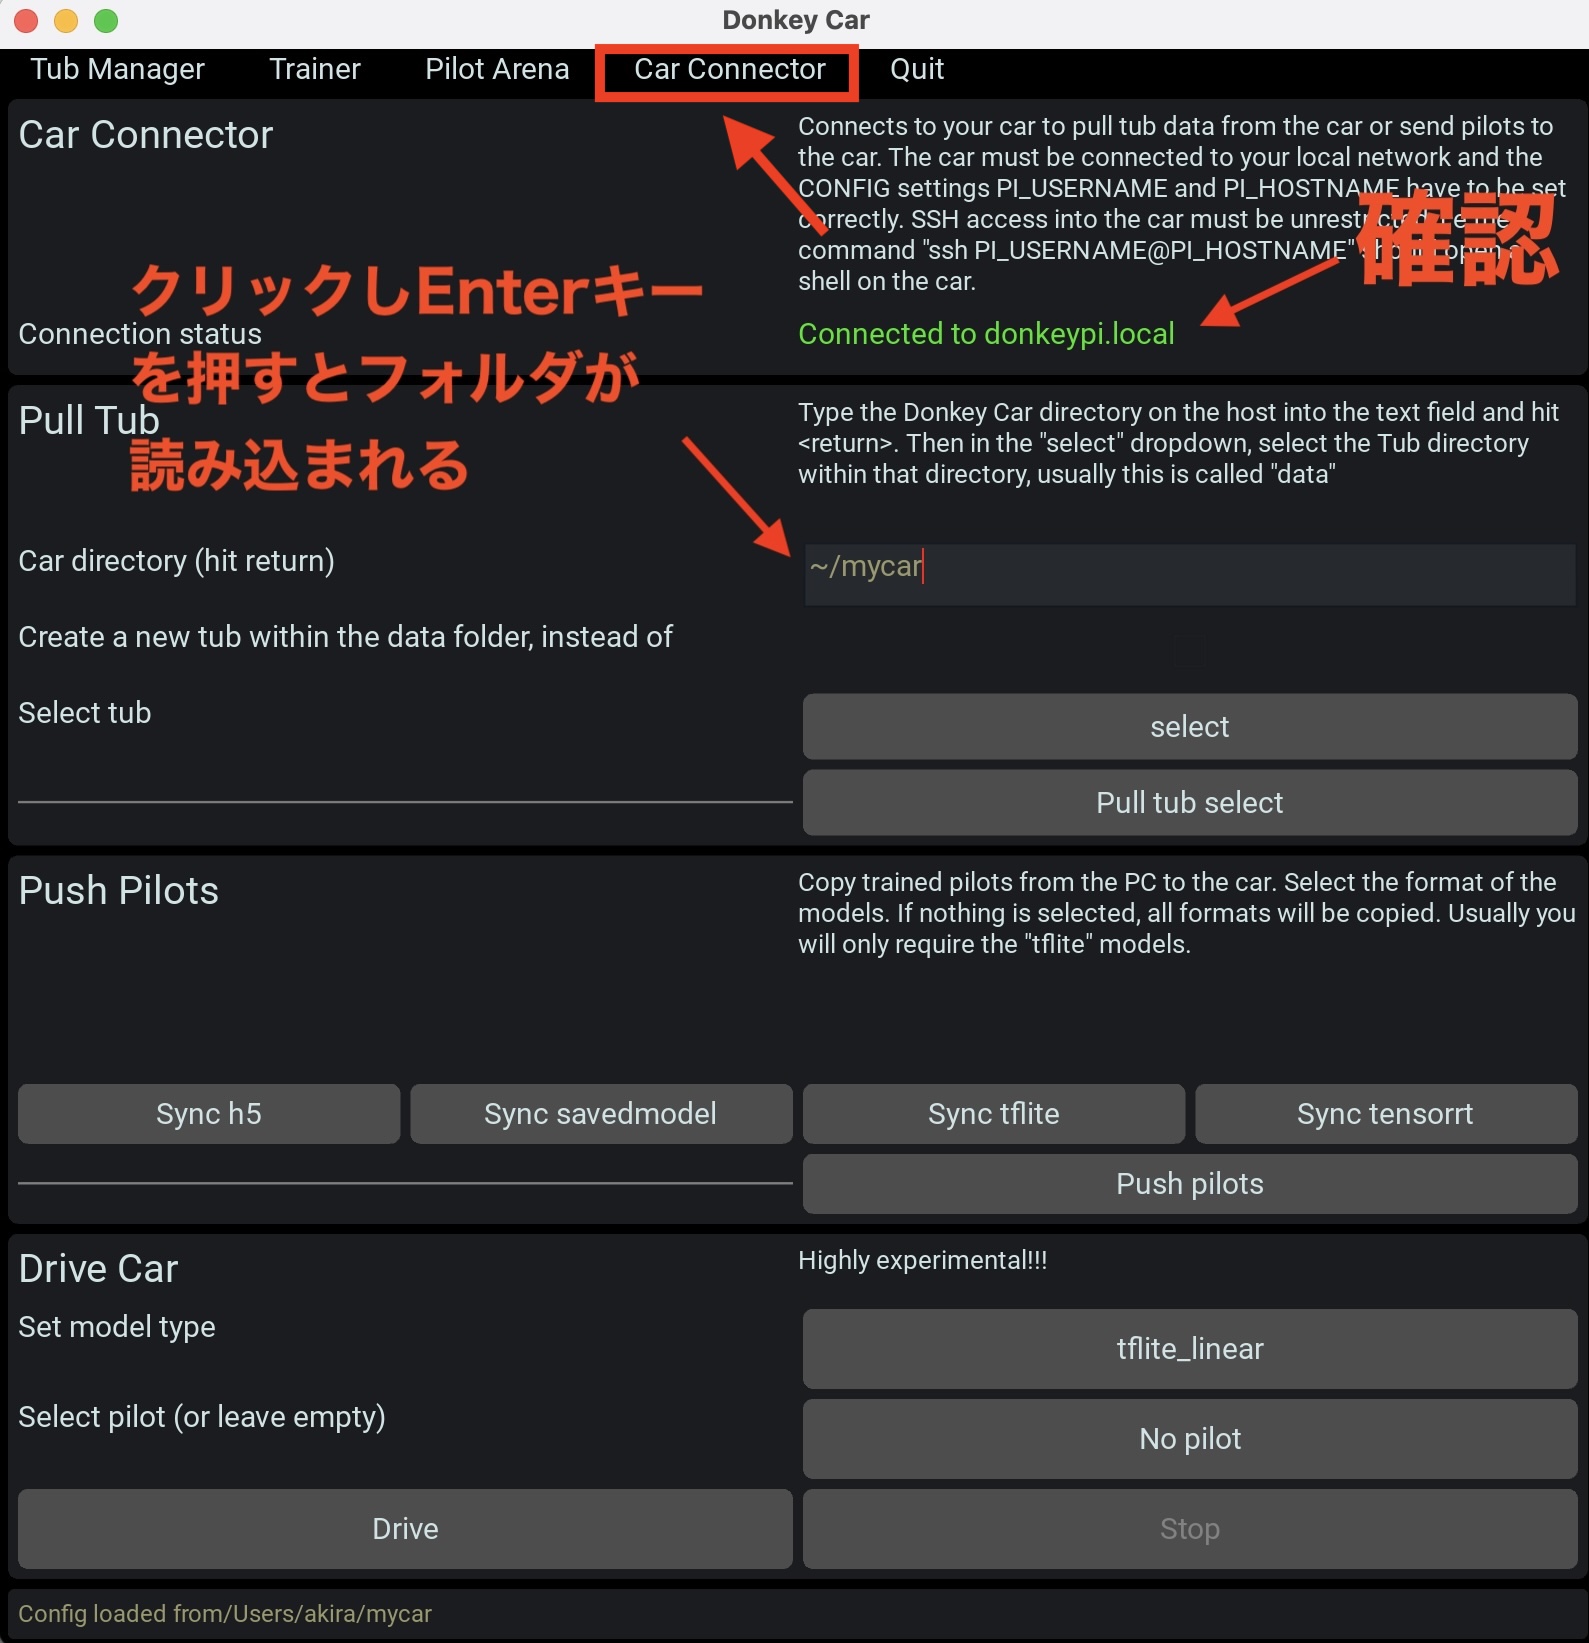 Donkey Car
Tub Manager Trainer Pilot Arena Car Connector Quit
Car Connector
Connects to your car to pull tub data from the car or send pilots to
the car. The car must be connected to your local network and the
CONFIG settings PI_USERNAME and PI_HOSTNAME have to be set
correctly. SSH access into the car must be unrestricted, i.e the
command "ssh PI_USERNAME@PI_HOSTNAME" should open a
shell on the car.
確認
クリックしEnterキー
を押すとフォルダが
読み込まれる
Connection status
Connected to donkeypi.local
Pull Tub
Type the Donkey Car directory on the host into the text field and hit
<return>. Then in the "select" dropdown, select the Tub directory
within that directory, usually this is called "data"
Car directory (hit return)
~/mycar
Create a new tub within the data folder, instead of
Select tub
select
Pull tub select
Push Pilots
Copy trained pilots from the PC to the car. Select the format of the
models. If nothing is selected, all formats will be copied. Usually you
will only require the "tflite" models.
Sync h5 Sync savedmodel Sync tflite Sync tensorrt
Push pilots
Drive Car
Highly experimental!!!
Set model type
tflite_linear
Select pilot (or leave empty)
No pilot
Drive
Stop
Config loaded from/Users/akira/mycar